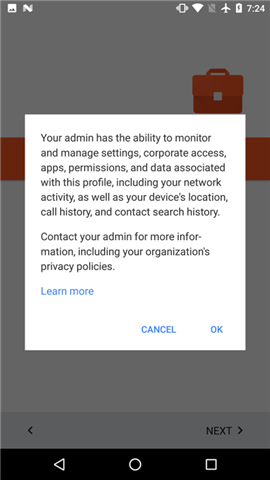 7:24
Your admin has the ability to monitor
and manage settings, corporate access,
apps, permissions, and data associated
with this profile, including your network
activity, as well as your device's location,
call history, and contact search history.
Contact your admin for more infor-
mation, including your organization's
privacy policies.
Learn more
CANCEL OK
NEXT